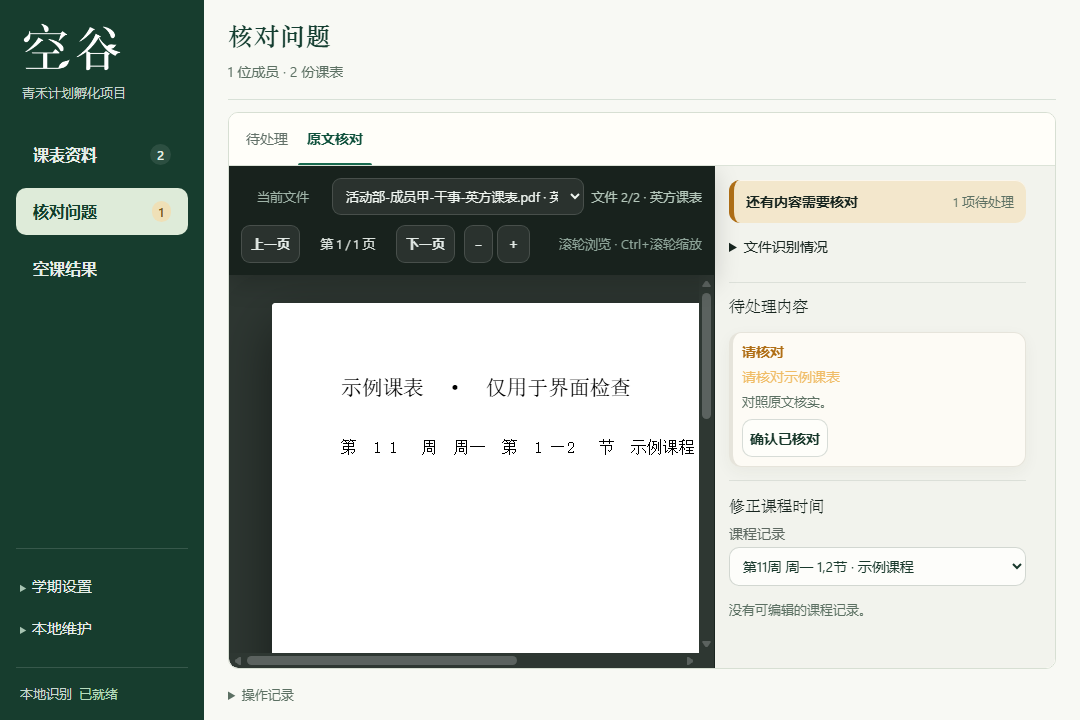 空谷
青禾计划孵化项目
课表资料 2
核对问题 1
空课结果
学期设置
本地维护
本地识别 已就绪
核对问题
1 位成员 · 2 份课表
待处理 原文核对
当前文件 活动部-成员甲-干事-英方课表.pdf · 英 文件 2/2 · 英方课表
上一页 第 1 / 1 页 下一页 − + 滚轮浏览 · Ctrl+滚轮缩放
示例课表 · 仅用于界面检查
第 11 周 周一 第 1—2 节 示例课程
还有内容需要核对 1 项待处理
文件识别情况
待处理内容
请核对
请核对示例课表
对照原文核实。
确认已核对
修正课程时间
课程记录
第11周 周一 1,2节 · 示例课程
没有可编辑的课程记录。
操作记录